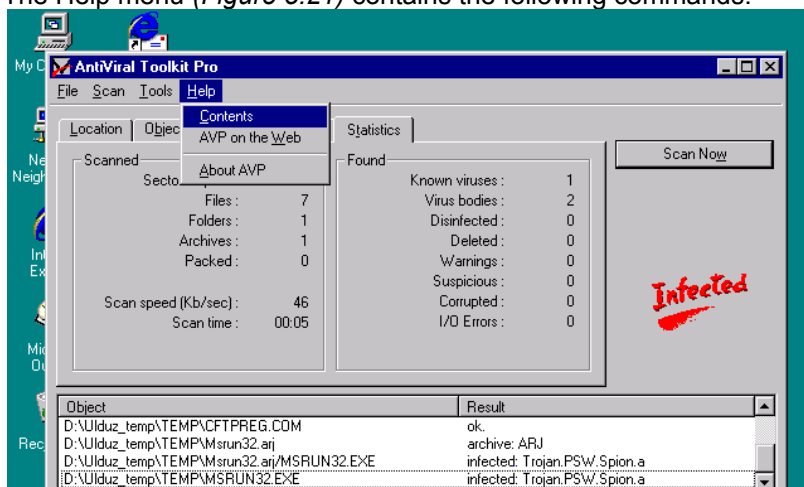 The Help menu (Figure 3.21) contains the following commands:
AntiViral Toolkit Pro
File Scan Tools Help
Contents
AVP on the Web
About AVP
Location Statistics
Scan Now
Scanned
Files : 7
Folders : 1
Archives : 1
Packed : 0
Scan speed (Kb/sec) : 46
Scan time : 00:05
Found
Known viruses : 1
Virus bodies : 2
Disinfected : 0
Deleted : 0
Warnings : 0
Suspicious : 0
Corrupted : 0
I/O Errors : 0
Infected
Object Result
D:\Ulduz_temp\TEMP\CFTPREG.COM ok.
D:\Ulduz_temp\TEMP\Msrun32.arj archive: ARJ
D:\Ulduz_temp\TEMP\Msrun32.arj/MSRUN32.EXE infected: Trojan.PSW.Spion.a
D:\Ulduz_temp\TEMP\MSRUN32.EXE infected: Trojan.PSW.Spion.a